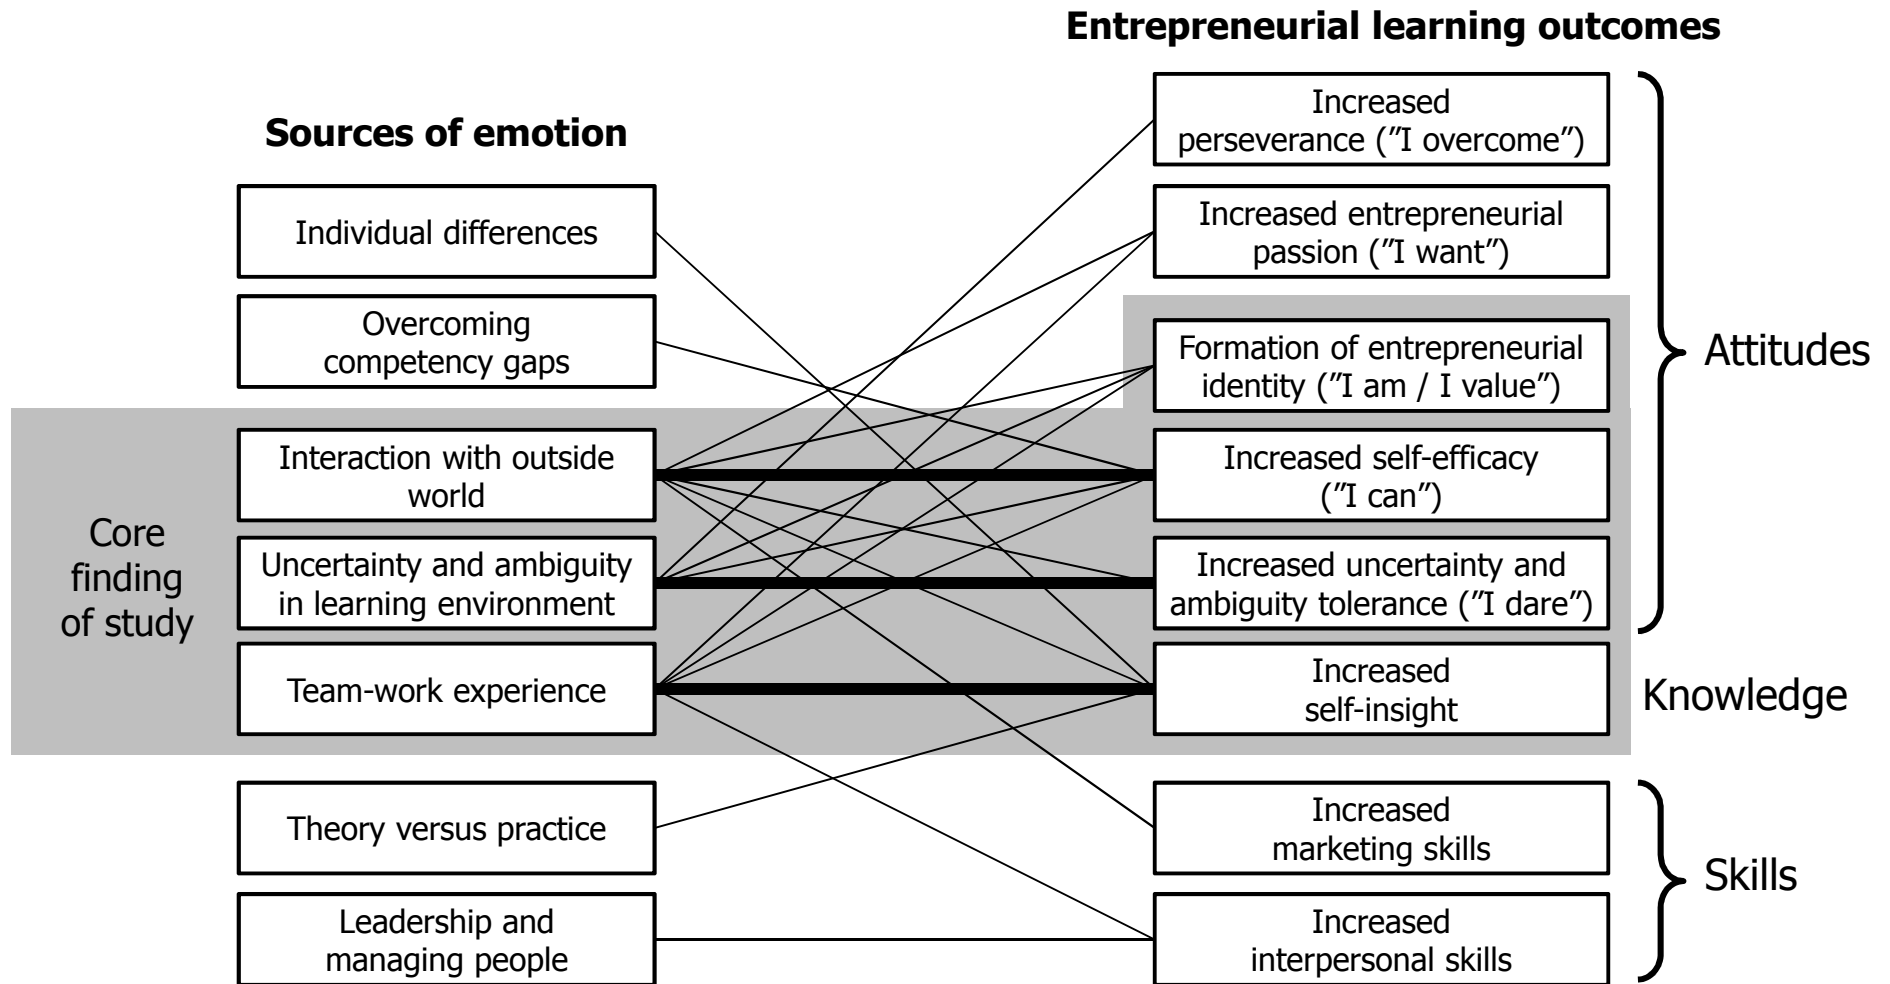 Entrepreneurial learning outcomes
Sources of emotion
Individual differences
Overcoming
competency gaps
Core
finding
of study
Interaction with outside
world
Uncertainty and ambiguity
in learning environment
Team-work experience
Theory versus practice
Leadership and
managing people
Increased
perseverance (”I overcome”)
Increased entrepreneurial
passion (”I want”)
Formation of entrepreneurial
identity (”I am / I value”)
Increased self-efficacy
(”I can”)
Increased uncertainty and
ambiguity tolerance (”I dare”)
Attitudes
Increased
self-insight
Knowledge
Increased
marketing skills
Increased
interpersonal skills
Skills